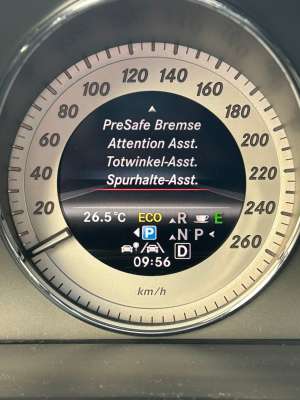 120 140
100 160
80 180
PreSafe Bremse
Attention Asst.
60 200
Totwinkel-Asst.
40 220
Spurhalte-Asst.
20 26.5°C ECO R E 240
P N P 260
D
09:56
km/h